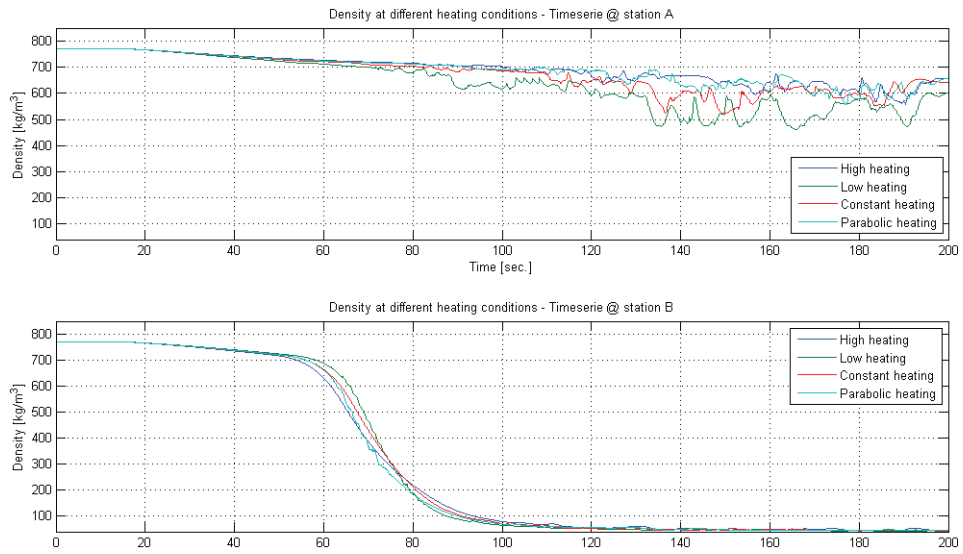 Density at different heating conditions - Timeserie @ station A
Density [kg/m³]
800
700
600
500
400
300
200
100
High heating
Low heating
Constant heating
Parabolic heating
0 20 40 60 80 100 120 140 160 180 200
Time [sec.]
Density at different heating conditions - Timeserie @ station B
Density [kg/m³]
800
700
600
500
400
300
200
100
High heating
Low heating
Constant heating
Parabolic heating
0 20 40 60 80 100 120 140 160 180 200